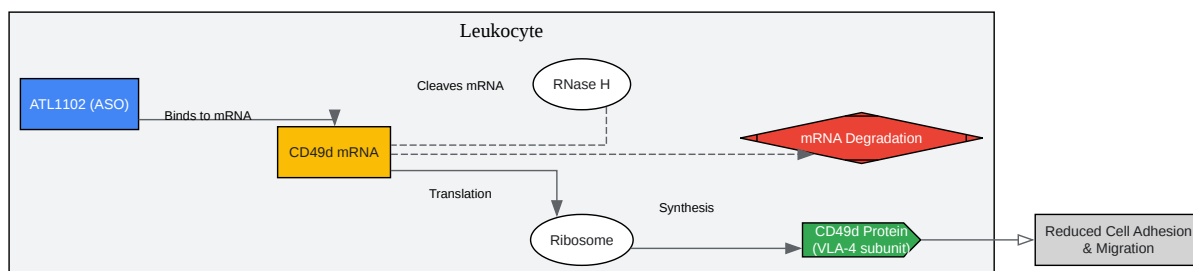 Leukocyte
Cleaves mRNA
RNase H
ATL1102 (ASO)
Binds to mRNA
CD49d mRNA
mRNA Degradation
Translation
Synthesis
Ribosome
CD49d Protein
(VLA-4 subunit)
Reduced Cell Adhesion
& Migration